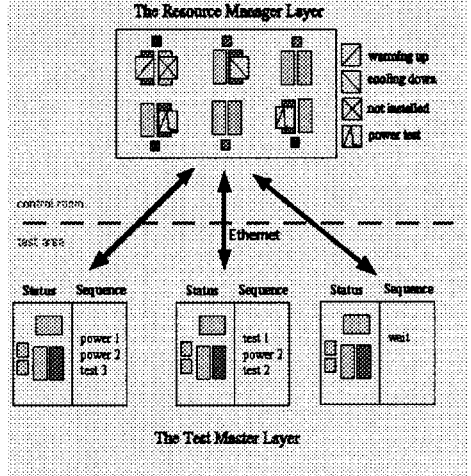 The Resource Manager Layer
warming up
cooling down
not installed
power test
control room
test area
Ethernet
Status Sequence
power 1
power 2
test 3
Status Sequence
test 1
power 2
test 2
Status Sequence
wait
The Test Master Layer